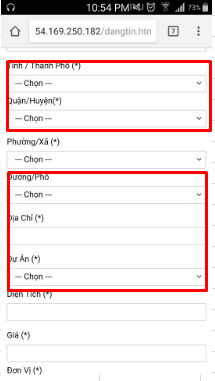 10:54 PM 73%
54.169.250.182/dangtin.htn 7
Tỉnh / Thành Phố (*)
--- Chọn ---
Quận/Huyện(*)
--- Chọn ---
Phường/Xã (*)
--- Chọn ---
Đường/Phố
--- Chọn ---
Địa Chỉ (*)
Dự Án (*)
--- Chọn ---
Diện Tích (*)
Giá (*)
Đơn Vị (*)